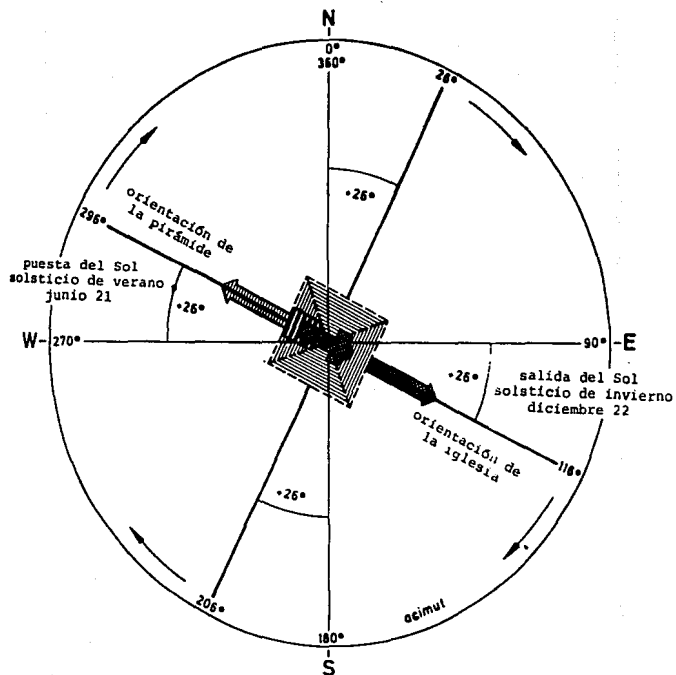 N
0°
360°
26°
+26°
orientación de
la pirámide
296°
puesta del Sol
solsticio de verano
junio 21
+26°
W
270°
90°
E
+26°
salida del Sol
solsticio de invierno
diciembre 22
orientación de
la iglesia
116°
+26°
206°
acimut
180°
S